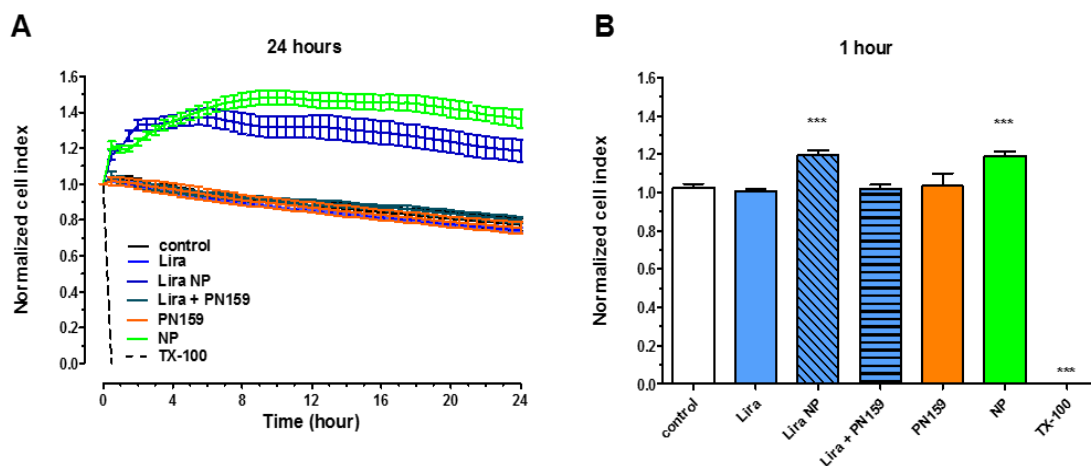 A
24 hours
Normalized cell index
1.6
1.4
1.2
1.0
0.8
0.6
0.4
0.2
0.0
control
Lira
Lira NP
Lira + PN159
PN159
NP
TX-100
0 4 8 12 16 20 24
Time (hour)
B
1 hour
Normalized cell index
1.6
1.4
1.2
1.0
0.8
0.6
0.4
0.2
0.0
*** *** ***
control Lira Lira NP Lira + PN159 PN159 NP TX-100